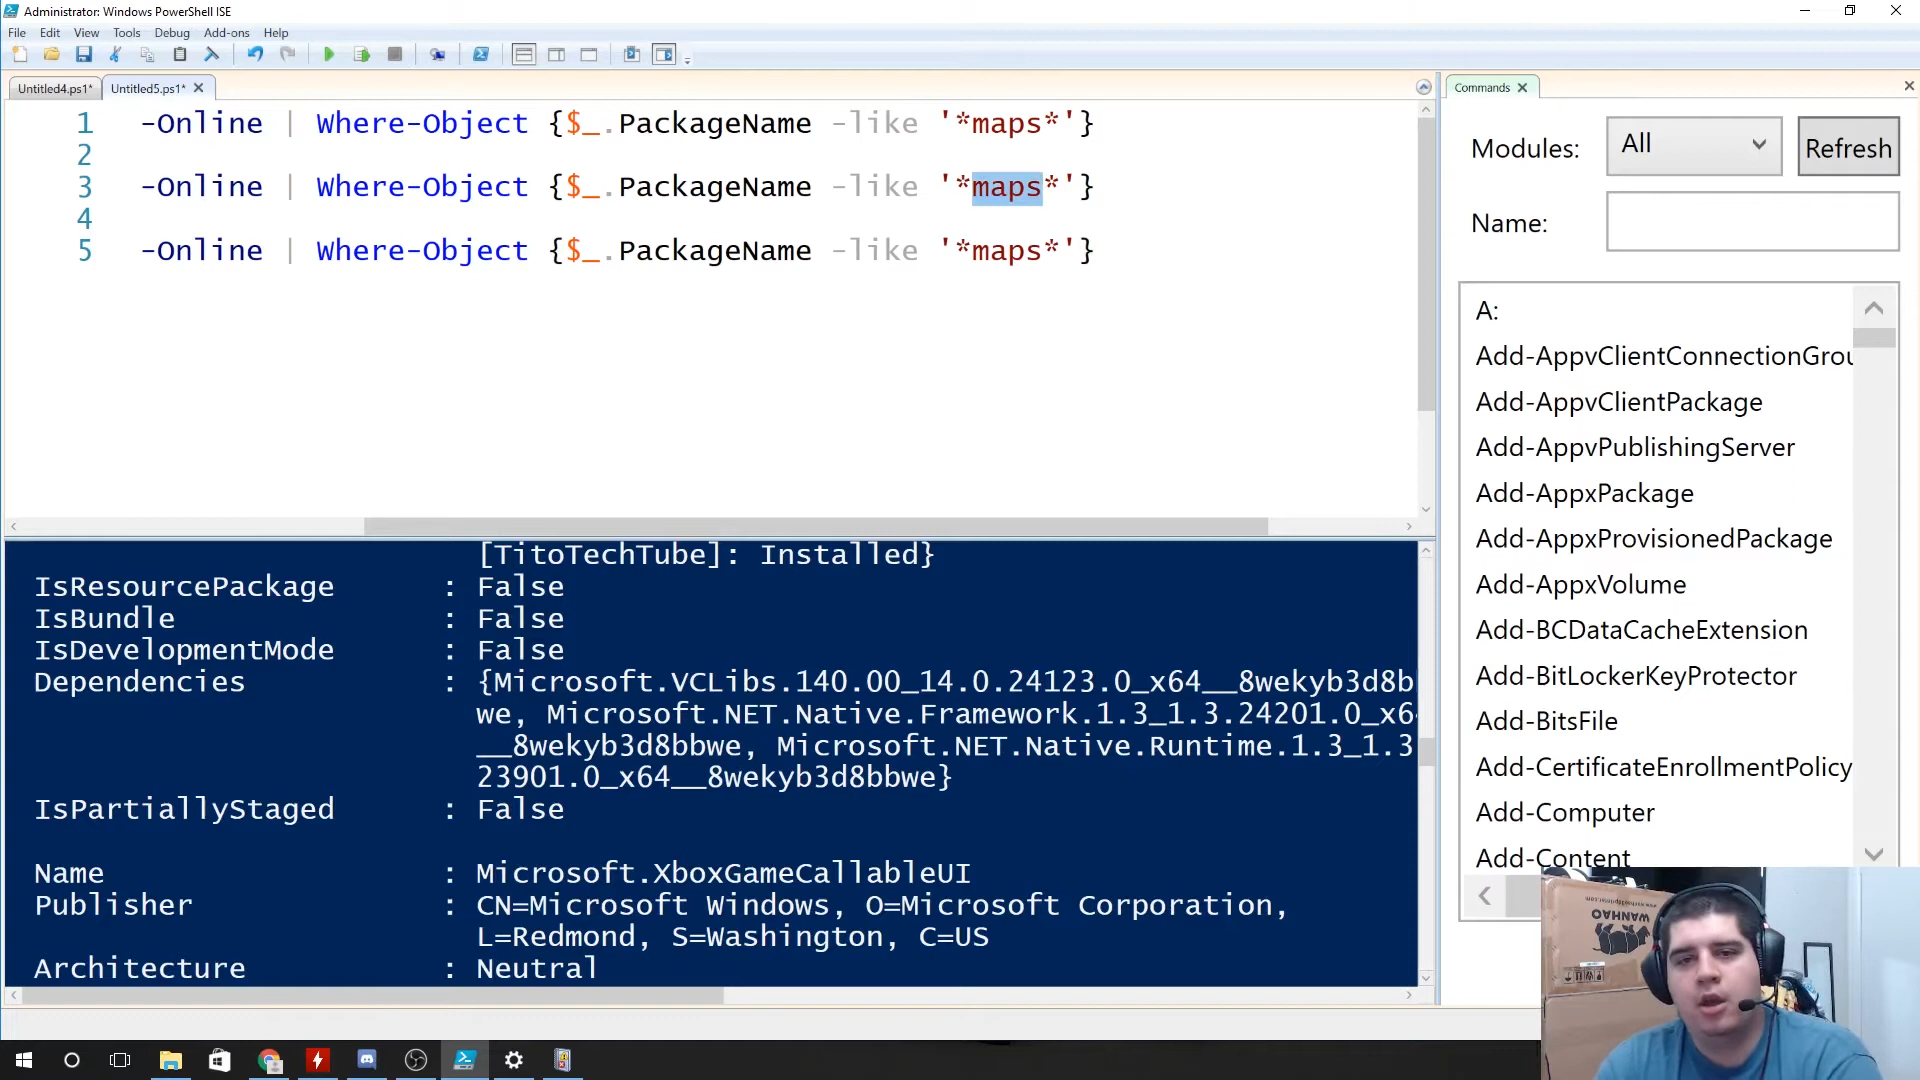 Administrator: Windows PowerShell ISE
File Edit View Tools Debug Add-ons Help
Untitled4.ps1* Untitled5.ps1*
1 -Online | Where-Object {$_.PackageName -like '*maps*'}
2
3 -Online | Where-Object {$_.PackageName -like '*maps*'}
4
5 -Online | Where-Object {$_.PackageName -like '*maps*'}
[TitoTechTube]: Installed}
IsResourcePackage : False
IsBundle : False
IsDevelopmentMode : False
Dependencies : {Microsoft.VCLibs.140.00_14.0.24123.0_x64__8wekyb3d8bb
we, Microsoft.NET.Native.Framework.1.3_1.3.24201.0_x6
__8wekyb3d8bbwe, Microsoft.NET.Native.Runtime.1.3_1.3
23901.0_x64__8wekyb3d8bbwe}
IsPartiallyStaged : False
Name : Microsoft.XboxGameCallableUI
Publisher : CN=Microsoft Windows, O=Microsoft Corporation,
L=Redmond, S=Washington, C=US
Architecture : Neutral
Commands
Modules: All Refresh
Name:
A:
Add-AppvClientConnectionGrou
Add-AppvClientPackage
Add-AppvPublishingServer
Add-AppxPackage
Add-AppxProvisionedPackage
Add-AppxVolume
Add-BCDataCacheExtension
Add-BitLockerKeyProtector
Add-BitsFile
Add-CertificateEnrollmentPolicy
Add-Computer
Add-Content
WANHAO